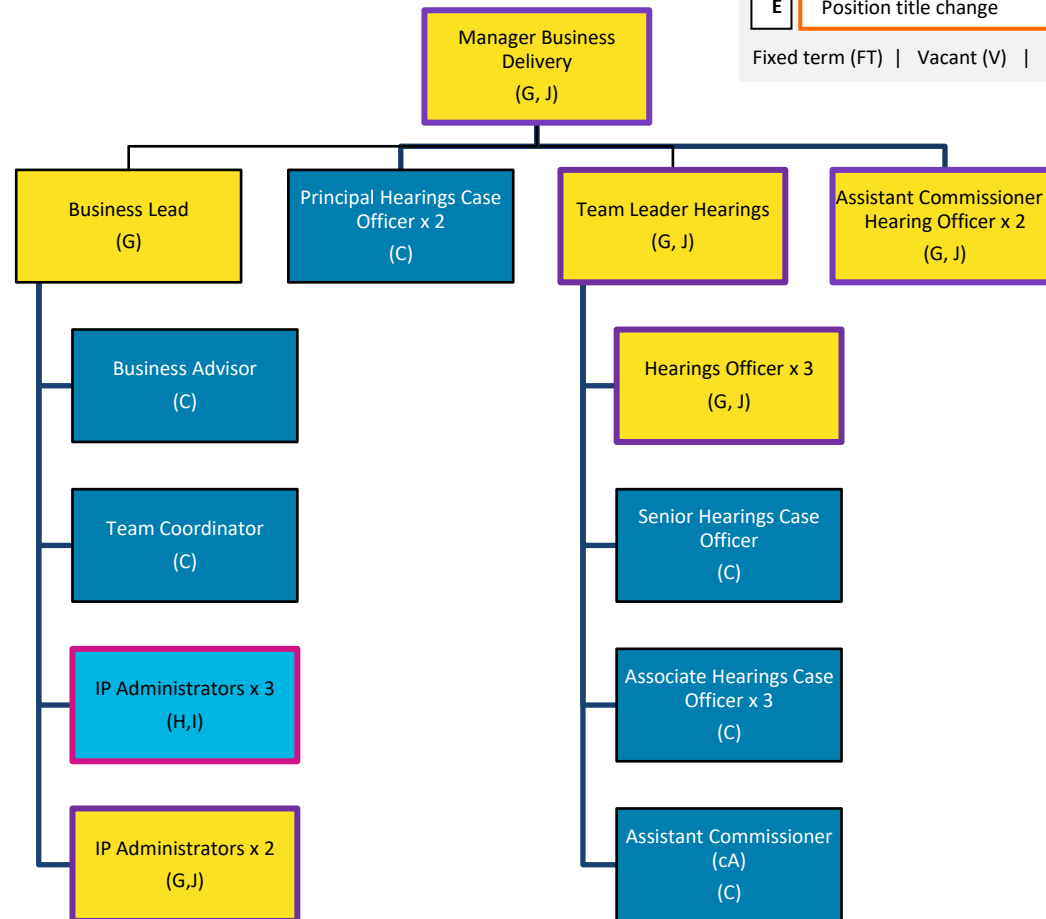 E Position title change
Fixed term (FT) | Vacant (V) |
Manager Business
Delivery
(G, J)
Business Lead
(G)
Principal Hearings Case
Officer x 2
(C)
Team Leader Hearings
(G, J)
Assistant Commissioner
Hearing Officer x 2
(G, J)
Business Advisor
(C)
Hearings Officer x 3
(G, J)
Team Coordinator
(C)
Senior Hearings Case
Officer
(C)
IP Administrators x 3
(H,I)
Associate Hearings Case
Officer x 3
(C)
IP Administrators x 2
(G,J)
Assistant Commissioner
(cA)
(C)